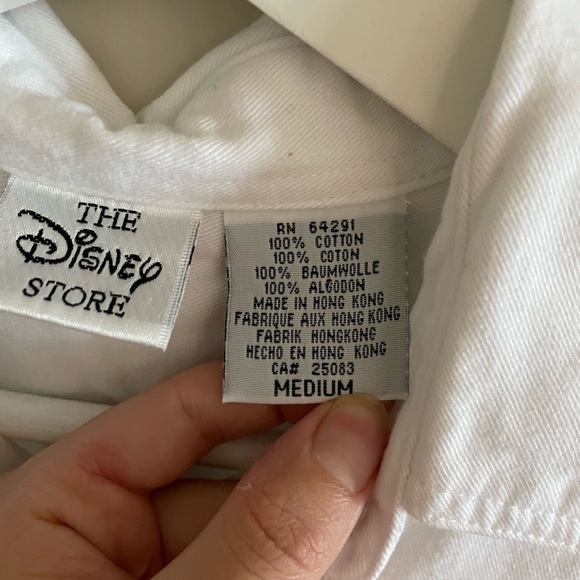 THE
Disney
STORE
RN 64291
100% COTTON
100% COTON
100% BAUMWOLLE
100% ALGODON
MADE IN HONG KONG
FABRIQUE AUX HONG KONG
FABRIK HONGKONG
HECHO EN HONG KONG
CA# 25083
MEDIUM